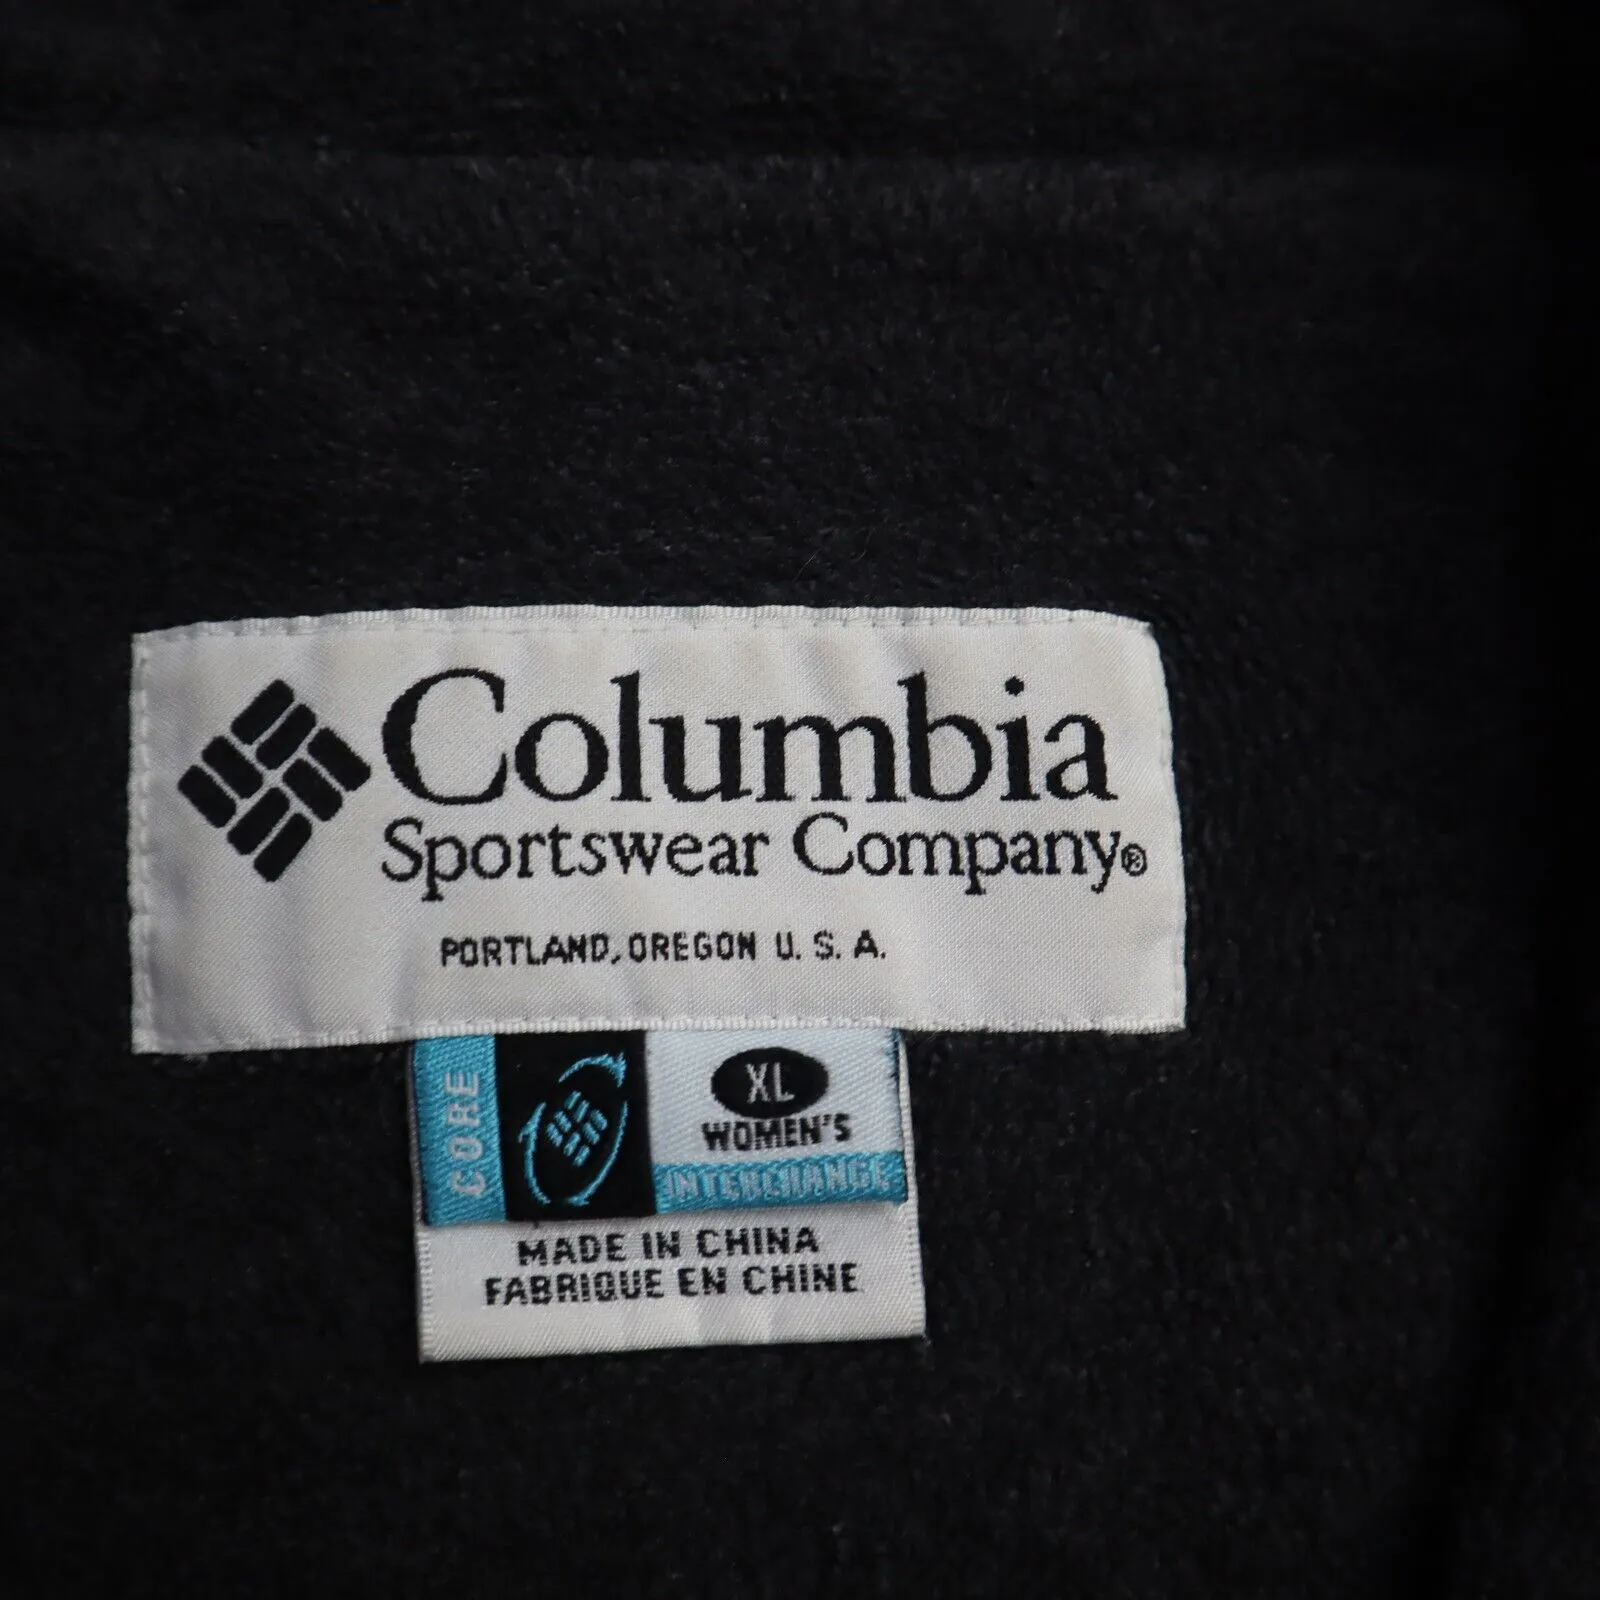 Columbia
Sportswear Company®
PORTLAND, OREGON U. S. A.
CORE
XL
WOMEN'S
INTERCHANGE
MADE IN CHINA
FABRIQUE EN CHINE